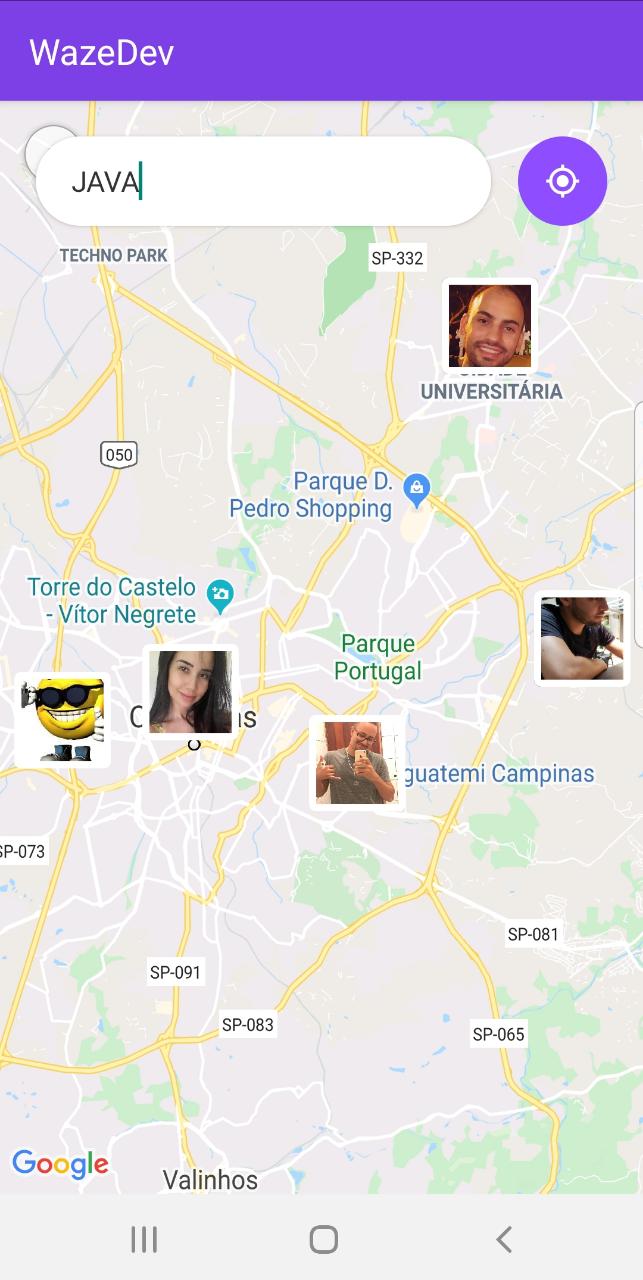 WazeDev
JAVA
TECHNO PARK
SP-332
UNIVERSITÁRIA
050
Parque D.
Pedro Shopping
Torre do Castelo
- Vítor Negrete
Parque
Portugal
guatemi Campinas
SP-073
SP-081
SP-091
SP-083
SP-065
Google
Valinhos